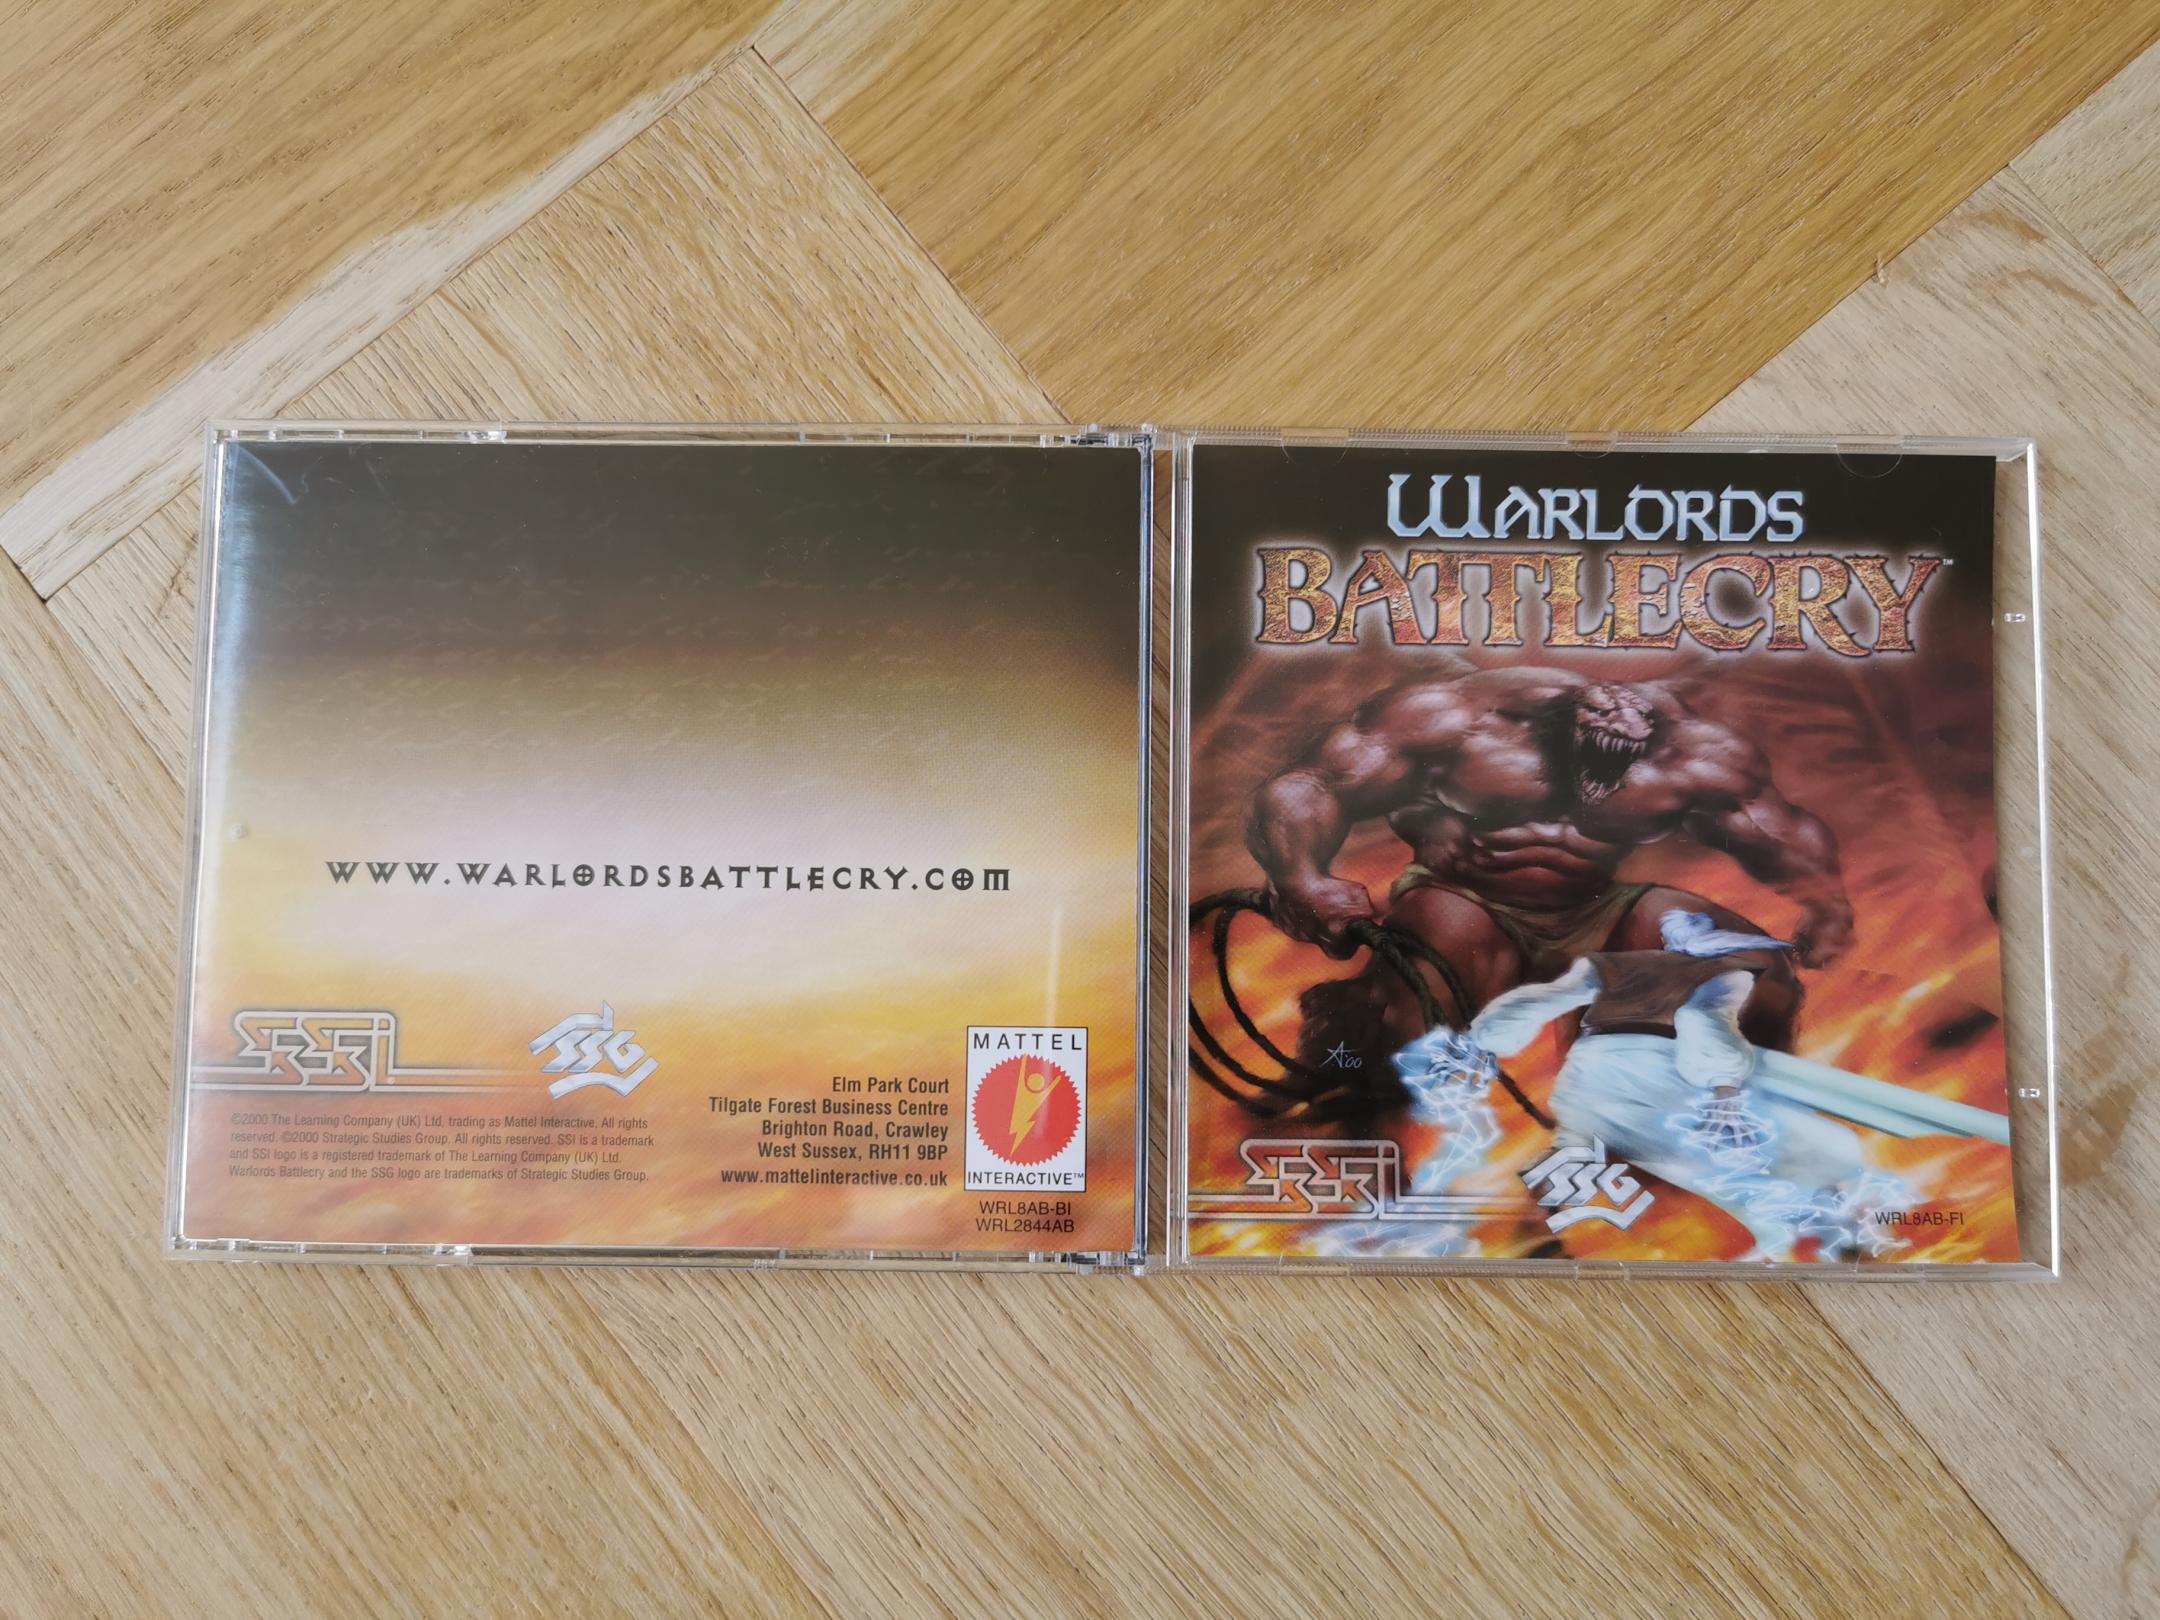 WWW.WARLORDSBATTLECRY.COM
SSI
SSG
©2000 The Learning Company (UK) Ltd, trading as Mattel Interactive. All rights
reserved. ©2000 Strategic Studies Group. All rights reserved. SSI is a trademark
and SSI logo is a registered trademark of The Learning Company (UK) Ltd.
Warlords Battlecry and the SSG logo are trademarks of Strategic Studies Group.
Elm Park Court
Tilgate Forest Business Centre
Brighton Road, Crawley
West Sussex, RH11 9BP
www.mattelinteractive.co.uk
MATTEL
INTERACTIVE™
WRL8AB-BI
WRL2844AB
WARLORDS
BATTLECRY™
A'00
SSI
SSG
WRL8AB-FI